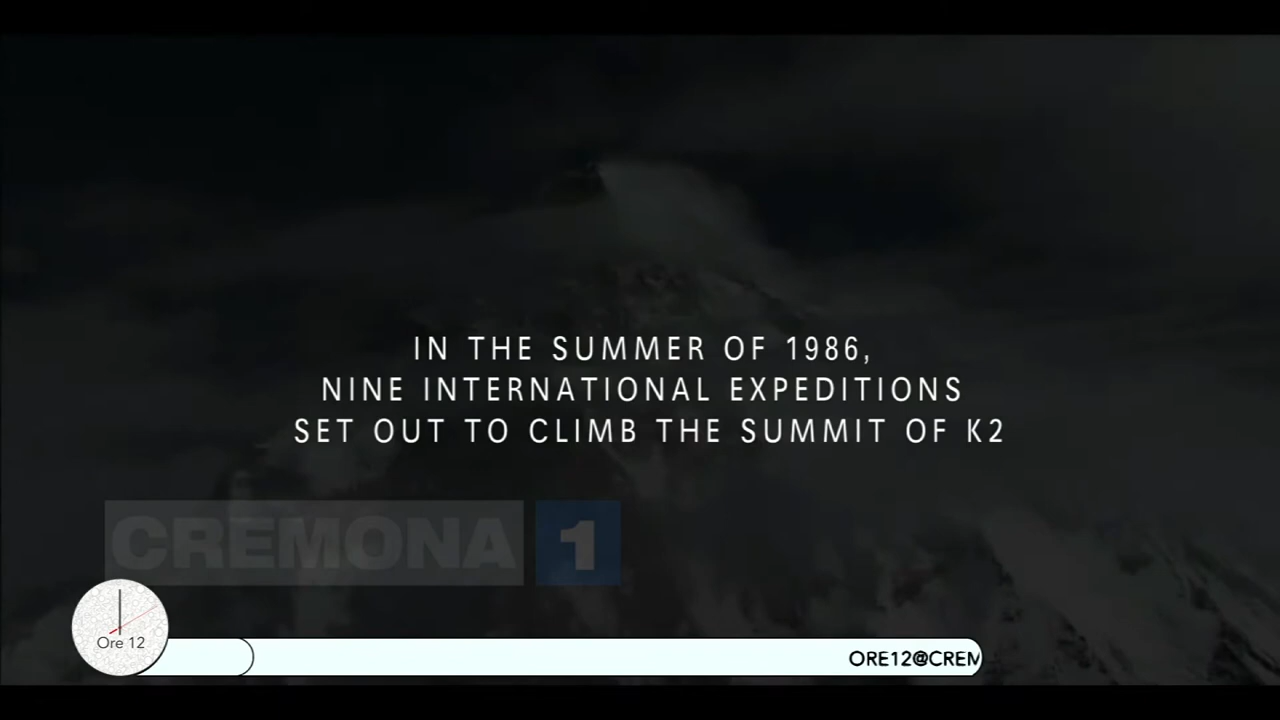 IN THE SUMMER OF 1986,
NINE INTERNATIONAL EXPEDITIONS
SET OUT TO CLIMB THE SUMMIT OF K2
CREMONA 1
Ore 12
ORE12@CREM